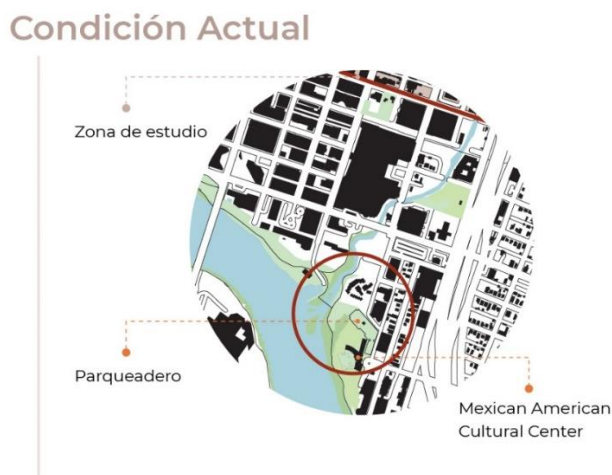 Condición Actual
Zona de estudio
Parqueadero
Mexican American
Cultural Center